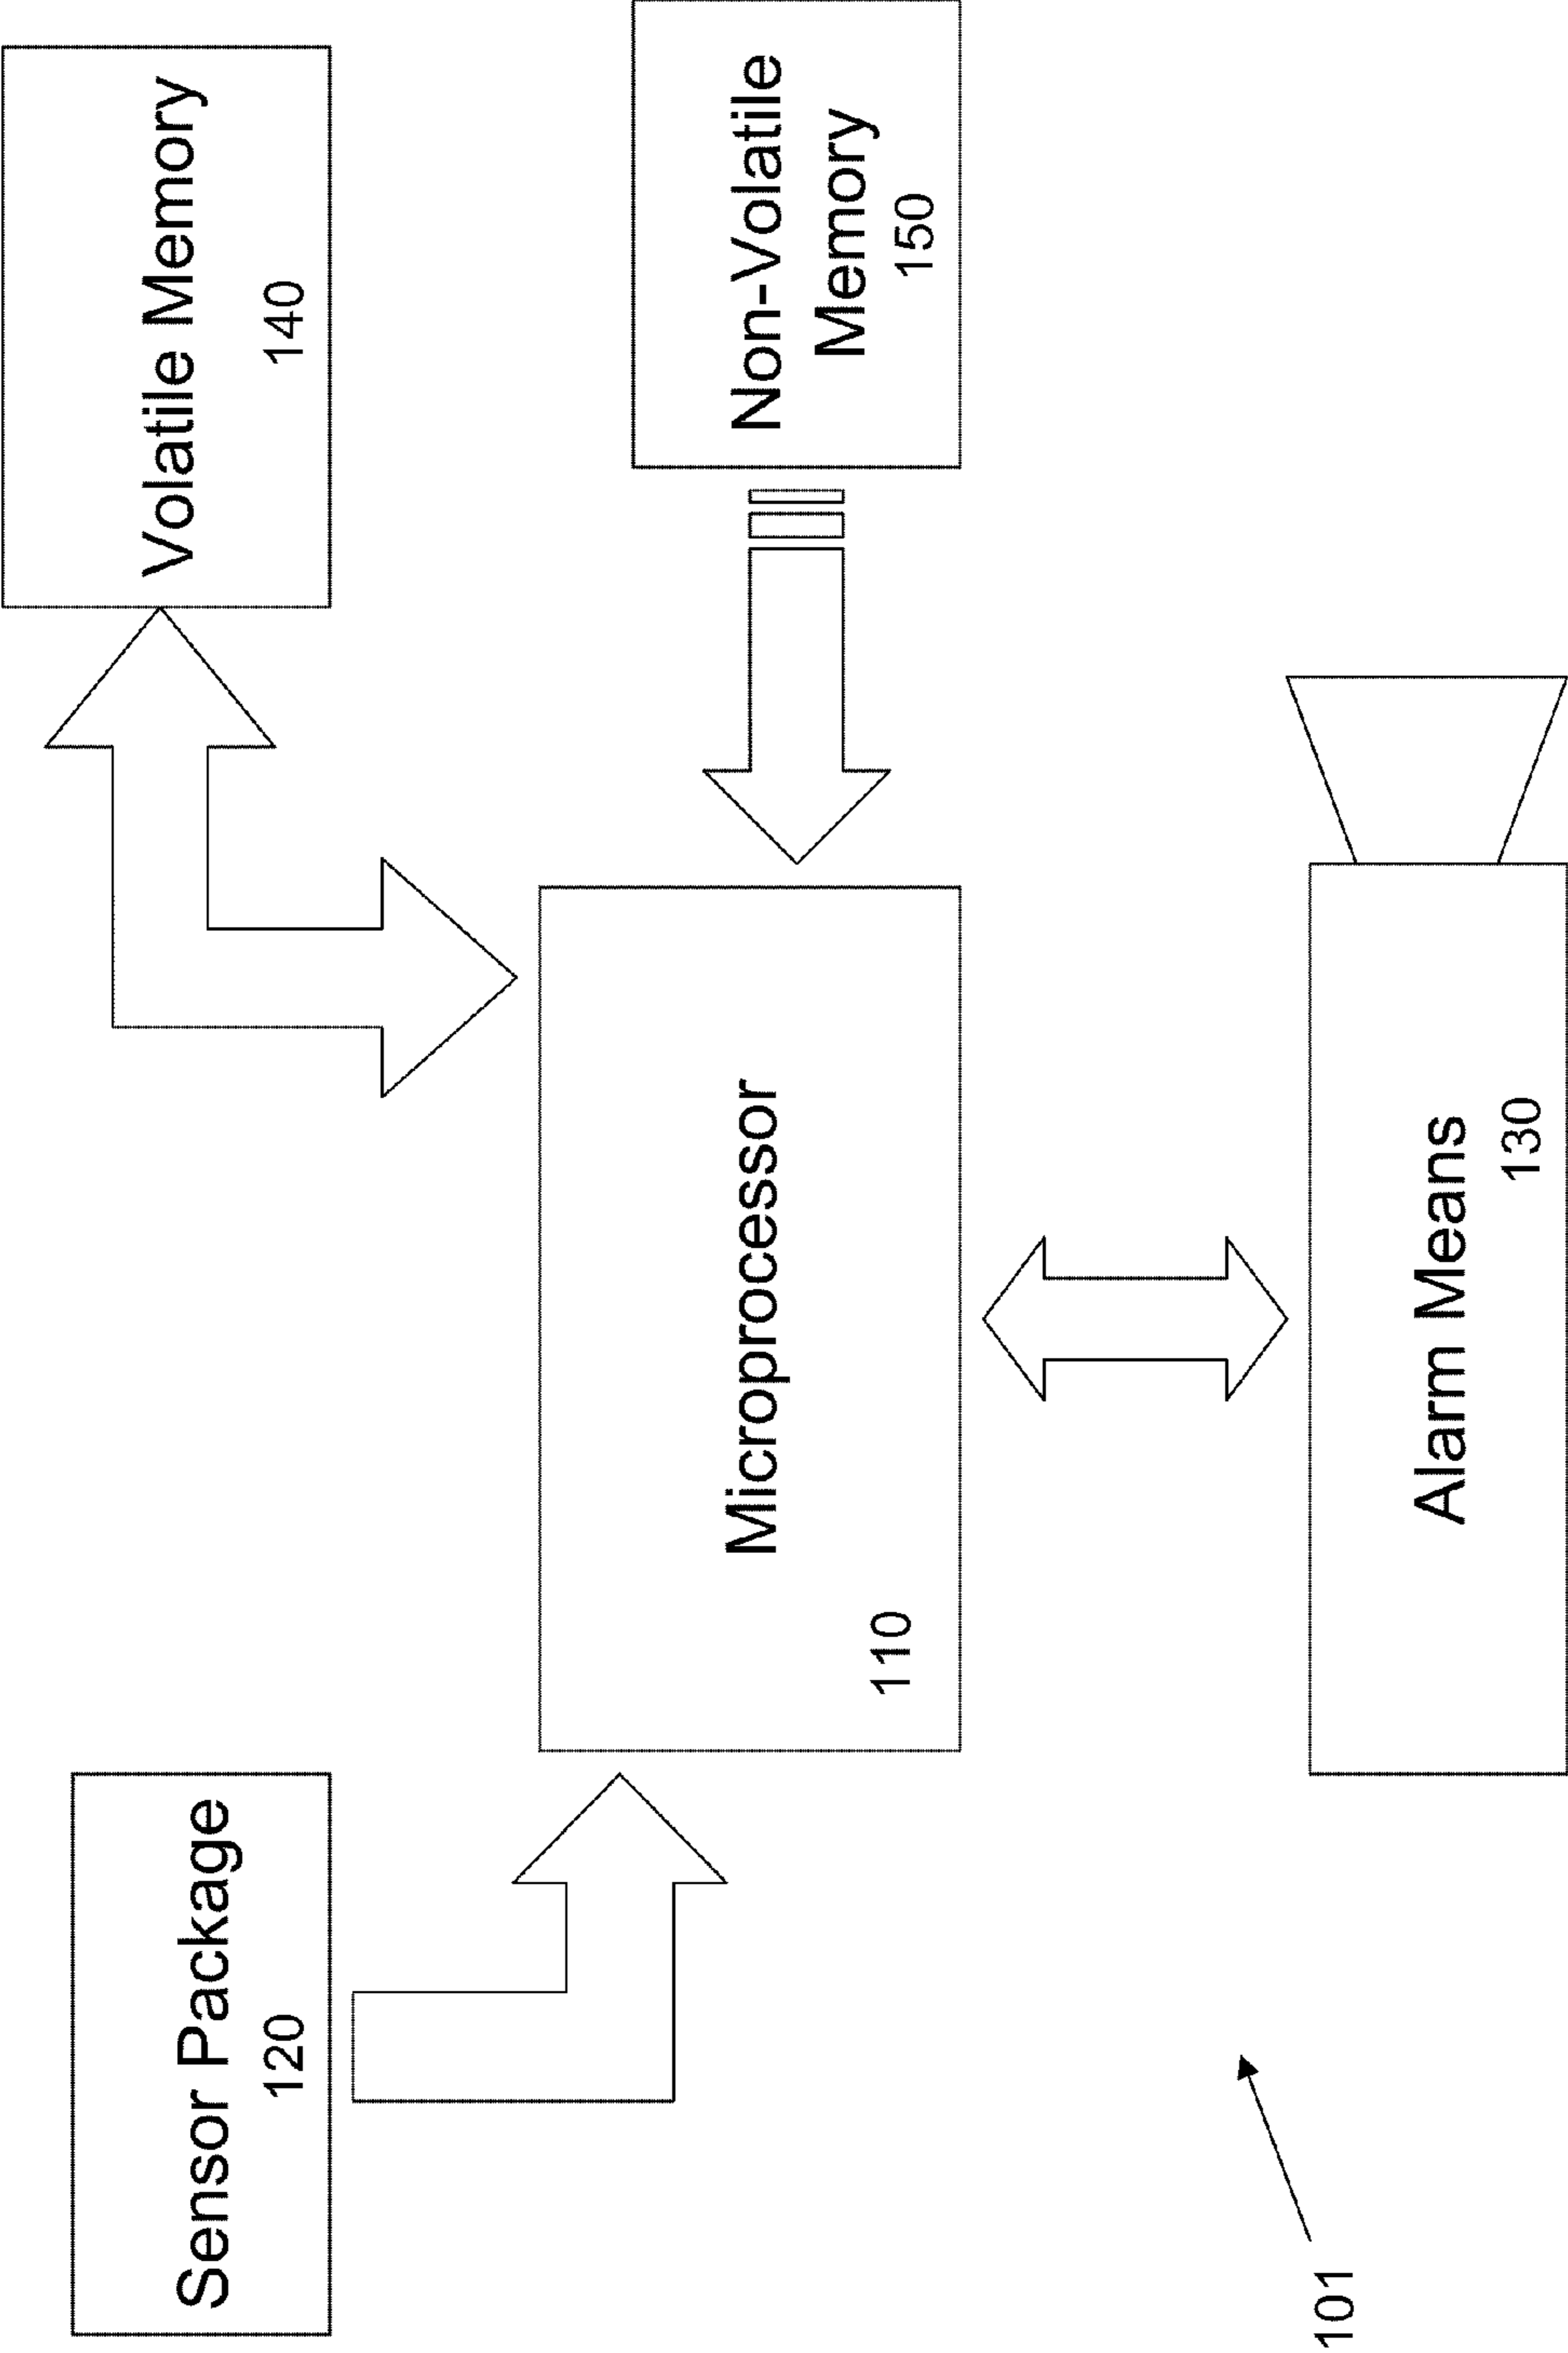 Sensor Package
120
Volatile Memory
140
Microprocessor
110
Non-Volatile
Memory
150
Alarm Means
130
101